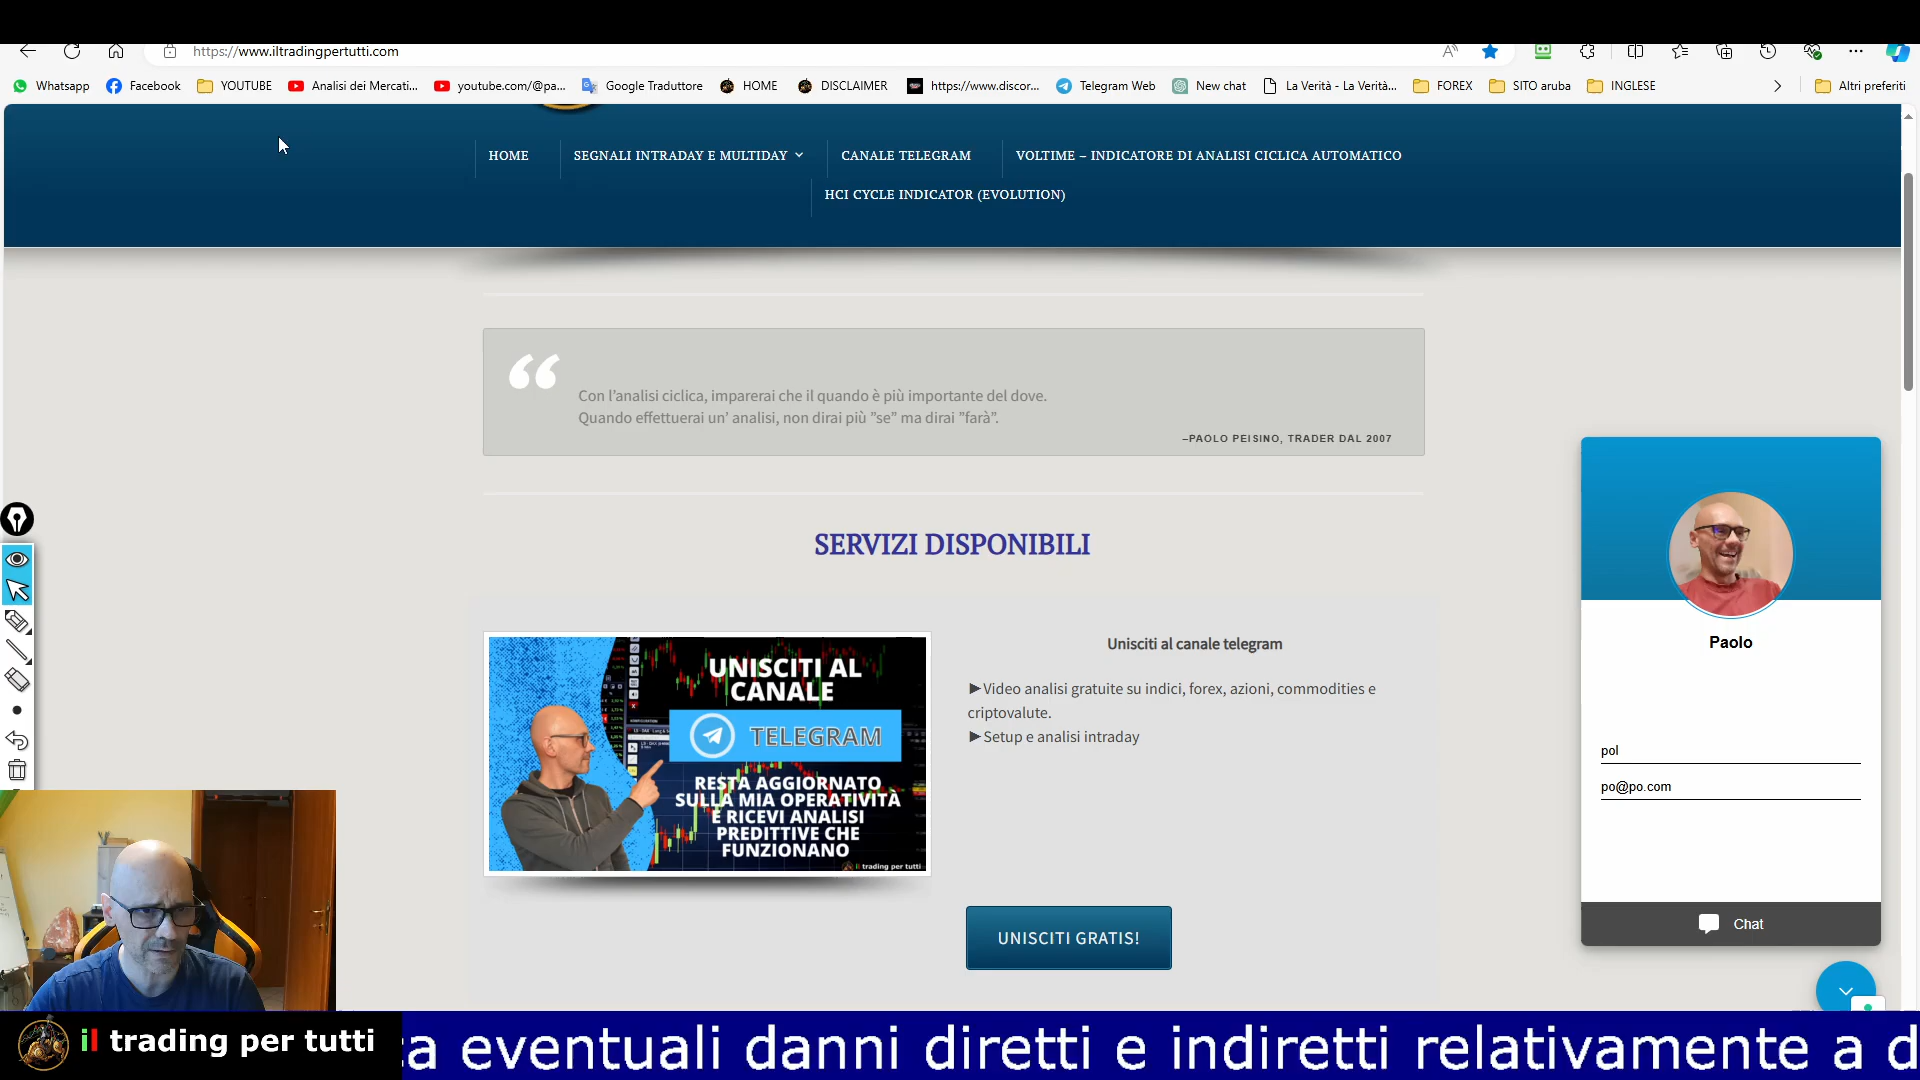 https://www.iltradingpertutti.com
Whatsapp
Facebook
YOUTUBE
Analisi dei Mercati...
youtube.com/@pa...
Google Traduttore
HOME
DISCLAIMER
https://www.discor...
Telegram Web
New chat
La Verità - La Verità...
FOREX
SITO aruba
INGLESE
Altri preferiti
HOME
SEGNALI INTRADAY E MULTIDAY
CANALE TELEGRAM
VOLTIME – INDICATORE DI ANALISI CICLICA AUTOMATICO
HCI CYCLE INDICATOR (EVOLUTION)
Con l’analisi ciclica, imparerai che il quando è più importante del dove.
Quando effettuerai un’ analisi, non dirai più ”se” ma dirai ”farà”.
–PAOLO PEISINO, TRADER DAL 2007
SERVIZI DISPONIBILI
UNISCITI AL
CANALE
TELEGRAM
RESTA AGGIORNATO
SULLA MIA OPERATIVITÀ
E RICEVI ANALISI
PREDITTIVE CHE
FUNZIONANO
il trading per tutti
Unisciti al canale telegram
►Video analisi gratuite su indici, forex, azioni, commodities e
criptovalute.
►Setup e analisi intraday
UNISCITI GRATIS!
Paolo
pol
po@po.com
Chat
il trading per tutti
ta eventuali danni diretti e indiretti relativamente a d